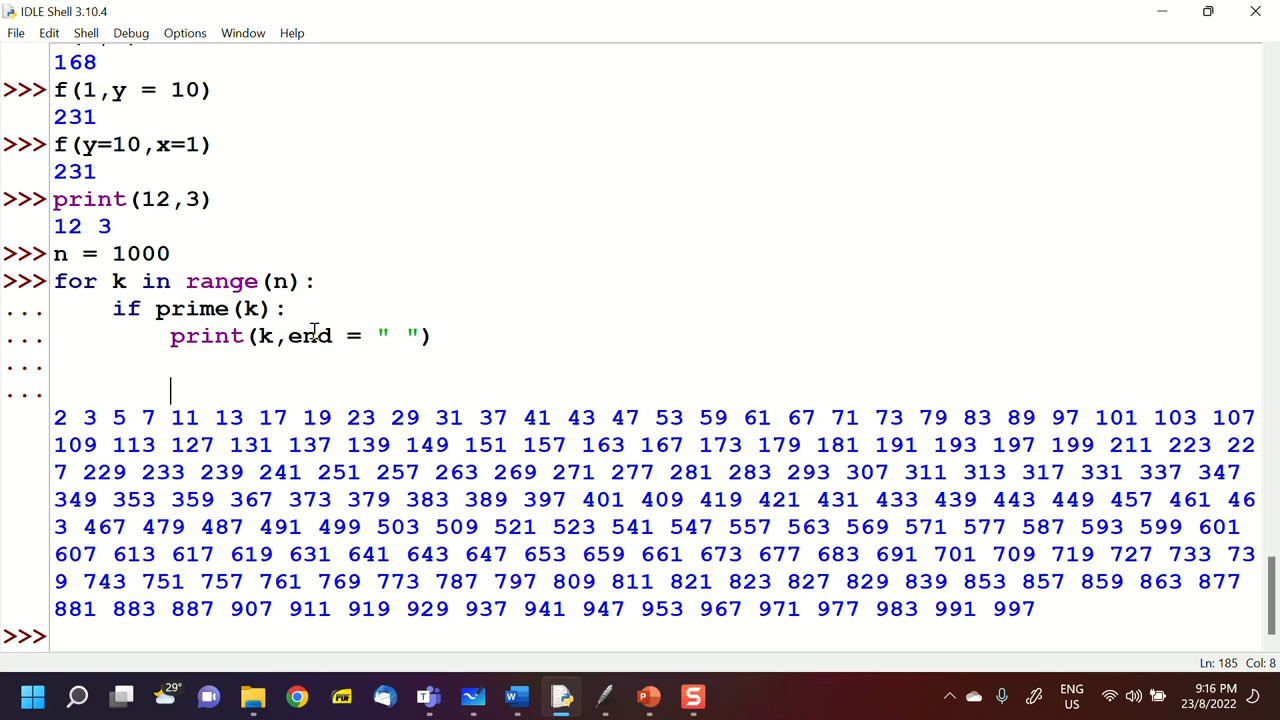 IDLE Shell 3.10.4
File Edit Shell Debug Options Window Help
168
>>> f(1,y = 10)
231
>>> f(y=10,x=1)
231
>>> print(12,3)
12 3
>>> n = 1000
>>> for k in range(n):
... if prime(k):
... print(k,end = " ")
...
...
2 3 5 7 11 13 17 19 23 29 31 37 41 43 47 53 59 61 67 71 73 79 83 89 97 101 103 107
109 113 127 131 137 139 149 151 157 163 167 173 179 181 191 193 197 199 211 223 22
7 229 233 239 241 251 257 263 269 271 277 281 283 293 307 311 313 317 331 337 347
349 353 359 367 373 379 383 389 397 401 409 419 421 431 433 439 443 449 457 461 46
3 467 479 487 491 499 503 509 521 523 541 547 557 563 569 571 577 587 593 599 601
607 613 617 619 631 641 643 647 653 659 661 673 677 683 691 701 709 719 727 733 73
9 743 751 757 761 769 773 787 797 809 811 821 823 827 829 839 853 857 859 863 877
881 883 887 907 911 919 929 937 941 947 953 967 971 977 983 991 997
>>>
Ln: 185 Col: 8
29°
PDF
W
P
S
ENG
US
9:16 PM
23/8/2022